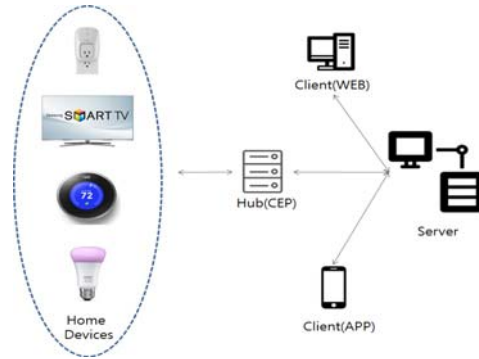 SMART TV
72
Home
Devices
Hub(CEP)
Client(WEB)
Server
Client(APP)